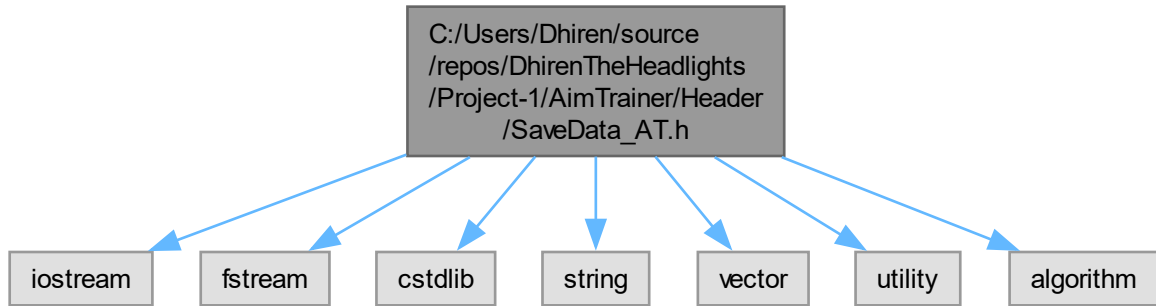 C:/Users/Dhiren/source
/repos/DhirenTheHeadlights
/Project-1/AimTrainer/Header
/SaveData_AT.h
iostream
fstream
cstdlib
string
vector
utility
algorithm